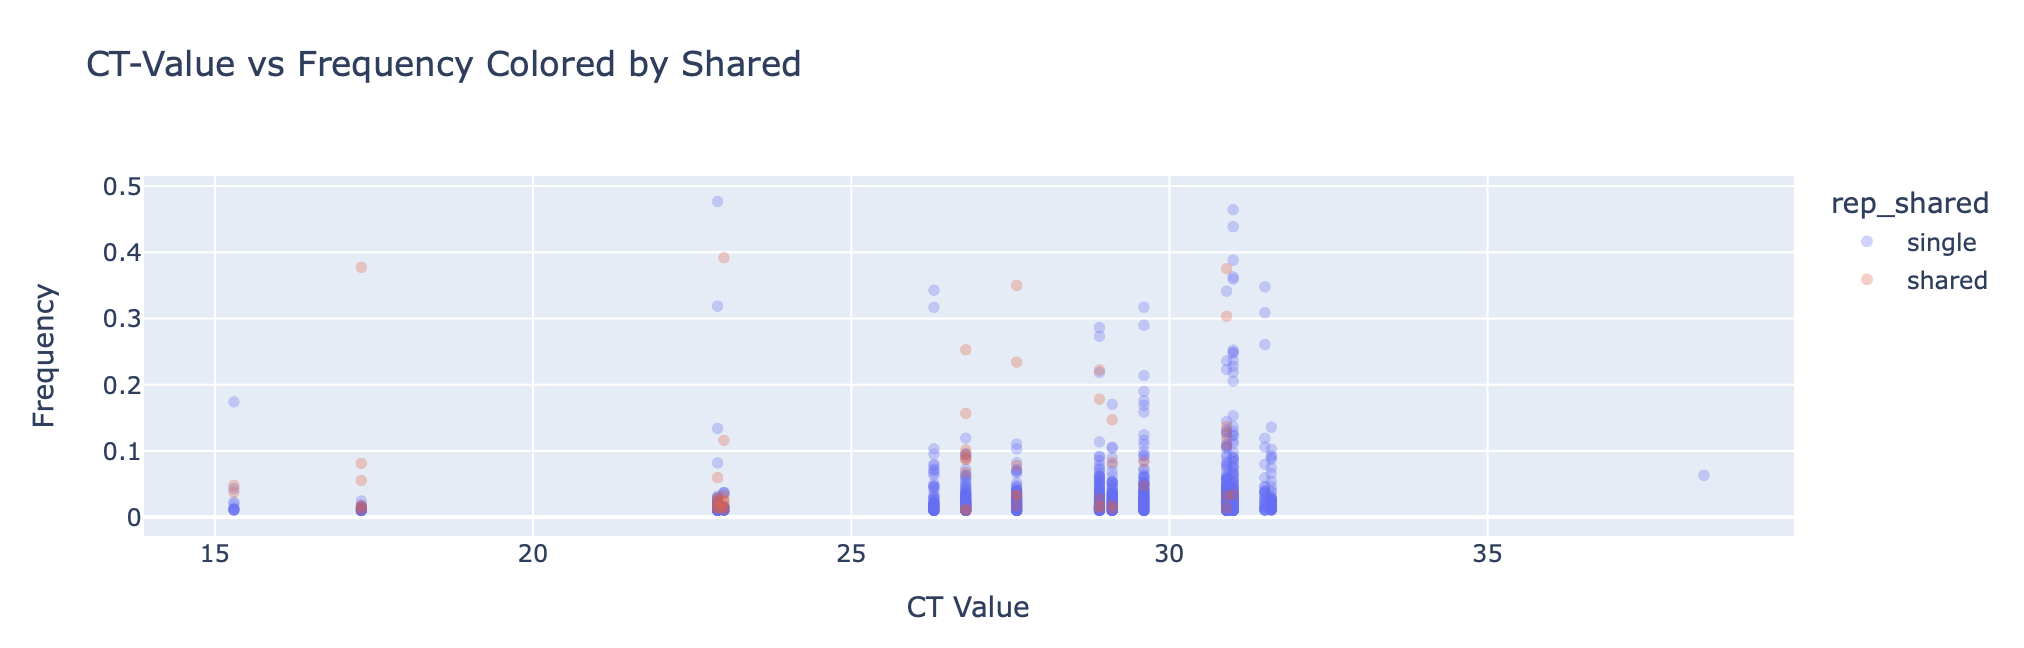 CT-Value vs Frequency Colored by Shared
0.5
0.4
0.3
0.2
0.1
0
Frequency
15 20 25 30 35
CT Value
rep_shared
single
shared